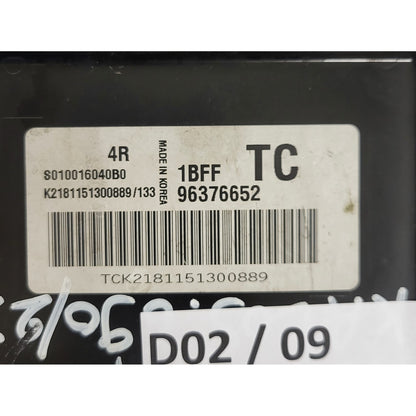 4R
MADE IN KOREA
1BFF
TC
S010016040B0
K2181151300889/133
96376652
TCK2181151300889
D02 / 09